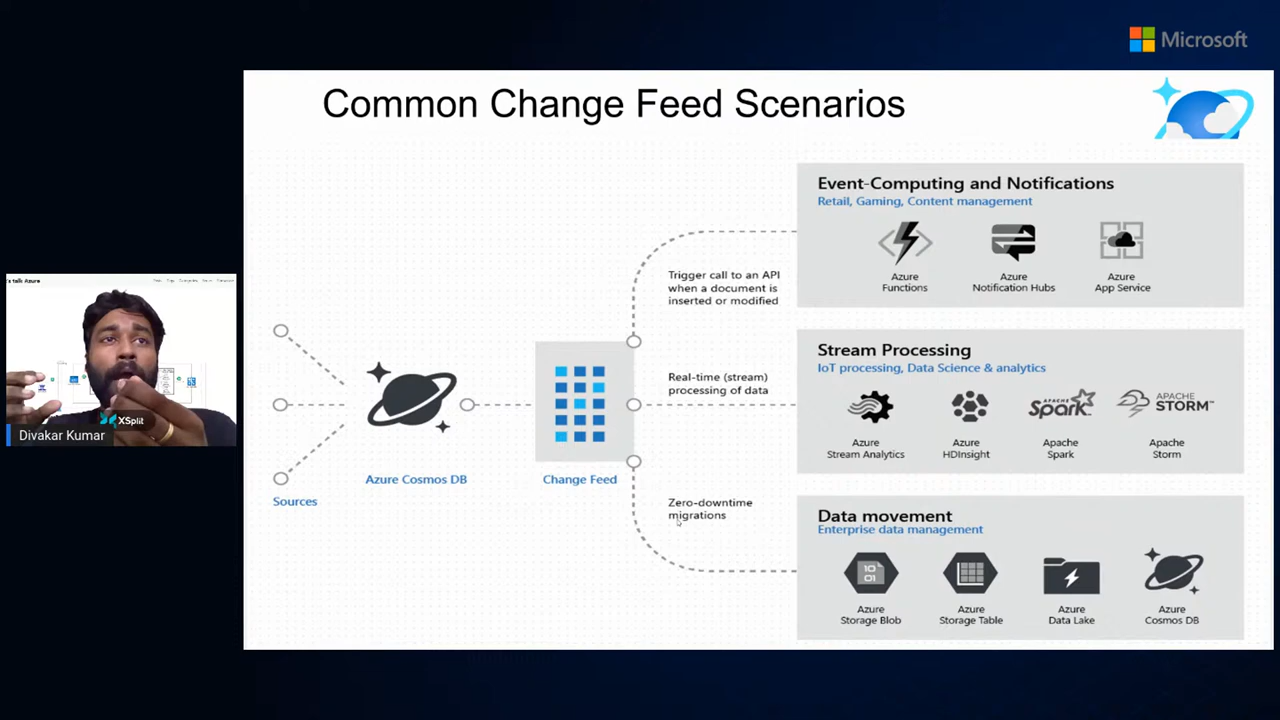 Microsoft
Common Change Feed Scenarios
Event-Computing and Notifications
Retail, Gaming, Content management
Azure
Functions
Azure
Notification Hubs
Azure
App Service
Trigger call to an API
when a document is
inserted or modified
Stream Processing
IoT processing, Data Science & analytics
Real-time (stream)
processing of data
APACHE
Spark
APACHE
STORM
Azure
Stream Analytics
Azure
HDInsight
Apache
Spark
Apache
Storm
Sources
Azure Cosmos DB
Change Feed
Zero-downtime
migrations
Data movement
Enterprise data management
10
01
Azure
Storage Blob
Azure
Storage Table
Azure
Data Lake
Azure
Cosmos DB
talk Azure
XSplit
Divakar Kumar